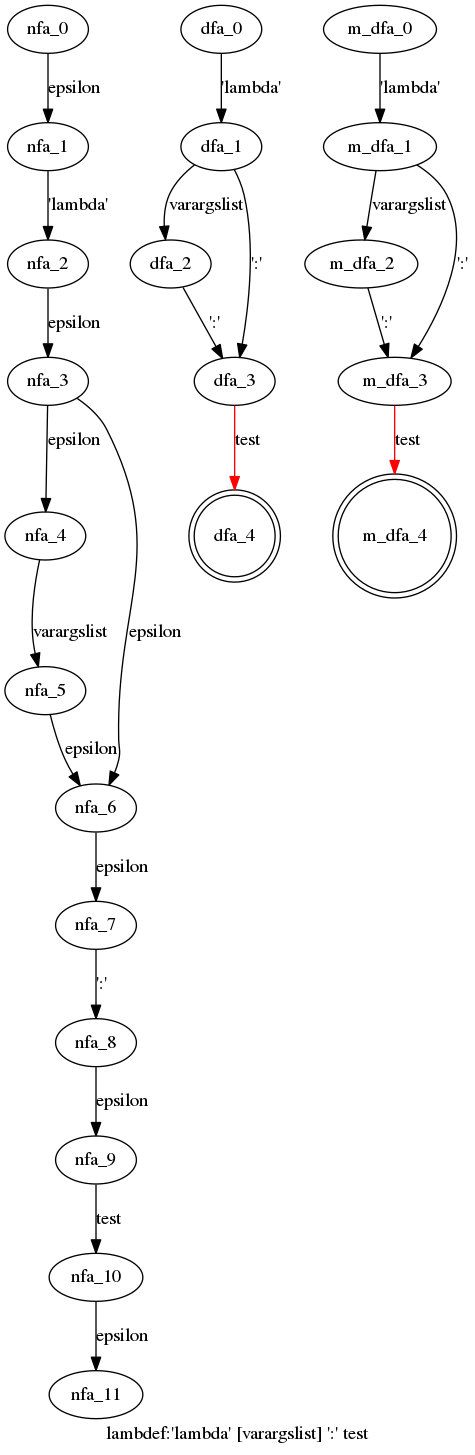 nfa_0 dfa_0 m_dfa_0
epsilon 'lambda' 'lambda'
nfa_1 dfa_1 m_dfa_1
'lambda' varargslist varargslist
nfa_2 dfa_2 ':' m_dfa_2 ':'
epsilon ':' ':'
nfa_3 dfa_3 m_dfa_3
epsilon test test
nfa_4 dfa_4 m_dfa_4
varargslist epsilon
nfa_5
epsilon
nfa_6
epsilon
nfa_7
':'
nfa_8
epsilon
nfa_9
test
nfa_10
epsilon
nfa_11
lambdef:'lambda' [varargslist] ':' test